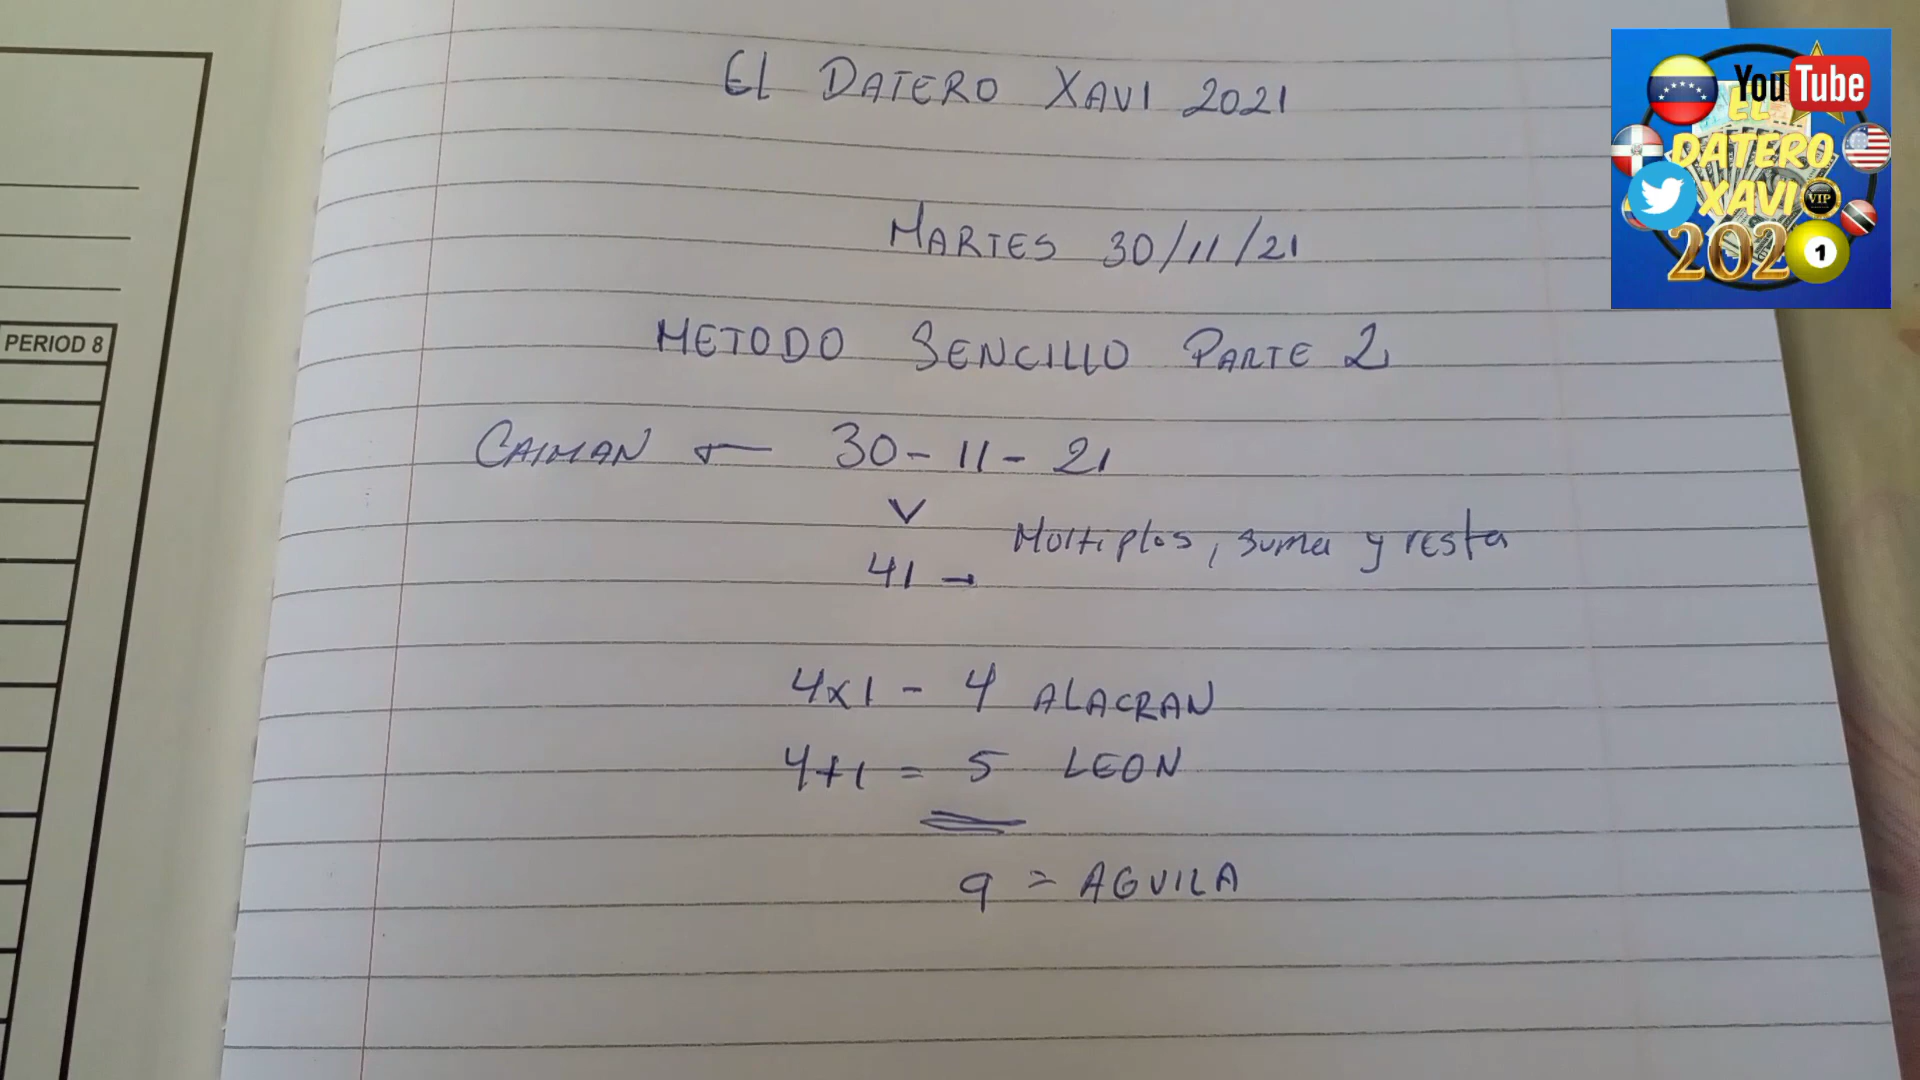 EL DATERO XAVI 2021
MARTES 30/11/21
METODO SENCILLO PARTE 2
CAIMAN ← 30-11-21
V
Moltiplos, suma y resta
41 →
4x1 - 4 ALACRAN
4+1 = 5 LEON
9 = AGUILA
PERIOD 8
YouTube
EL
DATERO
XAVI
VIP
2021